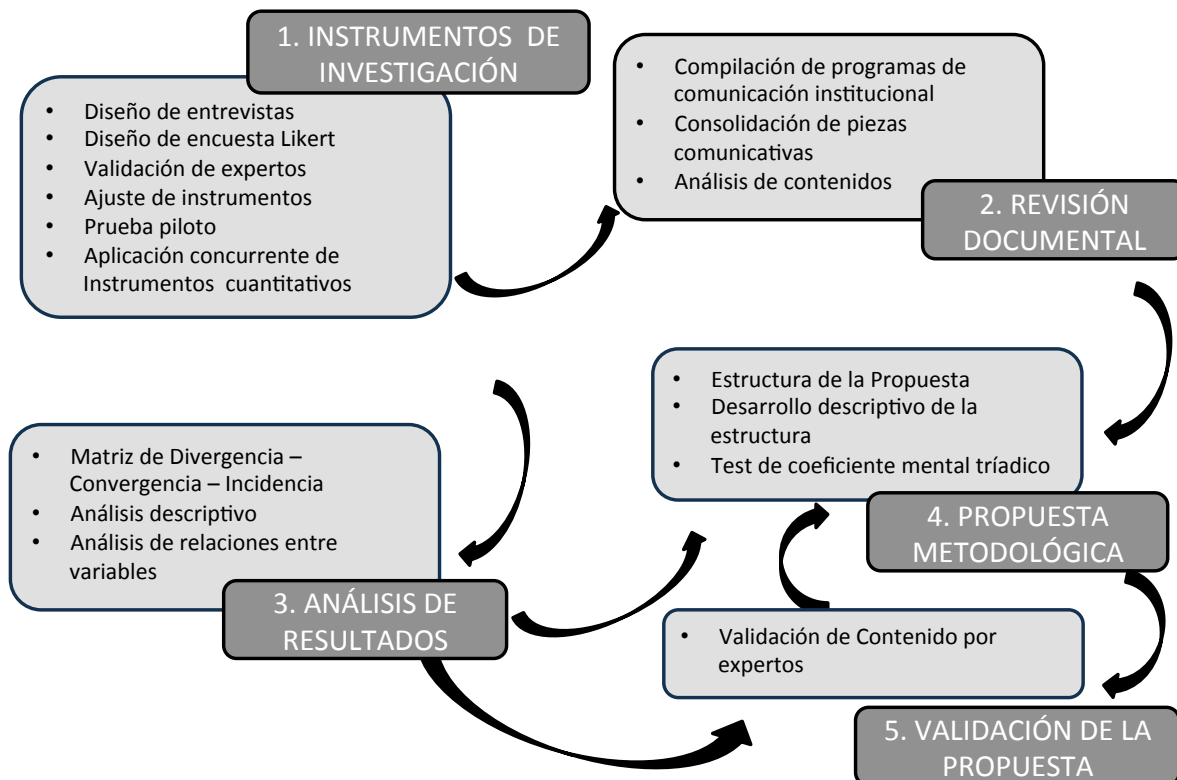 1. INSTRUMENTOS DE
INVESTIGACIÓN
• Diseño de entrevistas
• Diseño de encuesta Likert
• Validación de expertos
• Ajuste de instrumentos
• Prueba piloto
• Aplicación concurrente de
Instrumentos cuantitativos
• Compilación de programas de
comunicación institucional
• Consolidación de piezas
comunicativas
• Análisis de contenidos
2. REVISIÓN
DOCUMENTAL
• Matriz de Divergencia –
Convergencia – Incidencia
• Análisis descriptivo
• Análisis de relaciones entre
variables
3. ANÁLISIS DE
RESULTADOS
• Estructura de la Propuesta
• Desarrollo descriptivo de la
estructura
• Test de coeficiente mental tríadico
4. PROPUESTA
METODOLÓGICA
• Validación de Contenido por
expertos
5. VALIDACIÓN DE LA
PROPUESTA